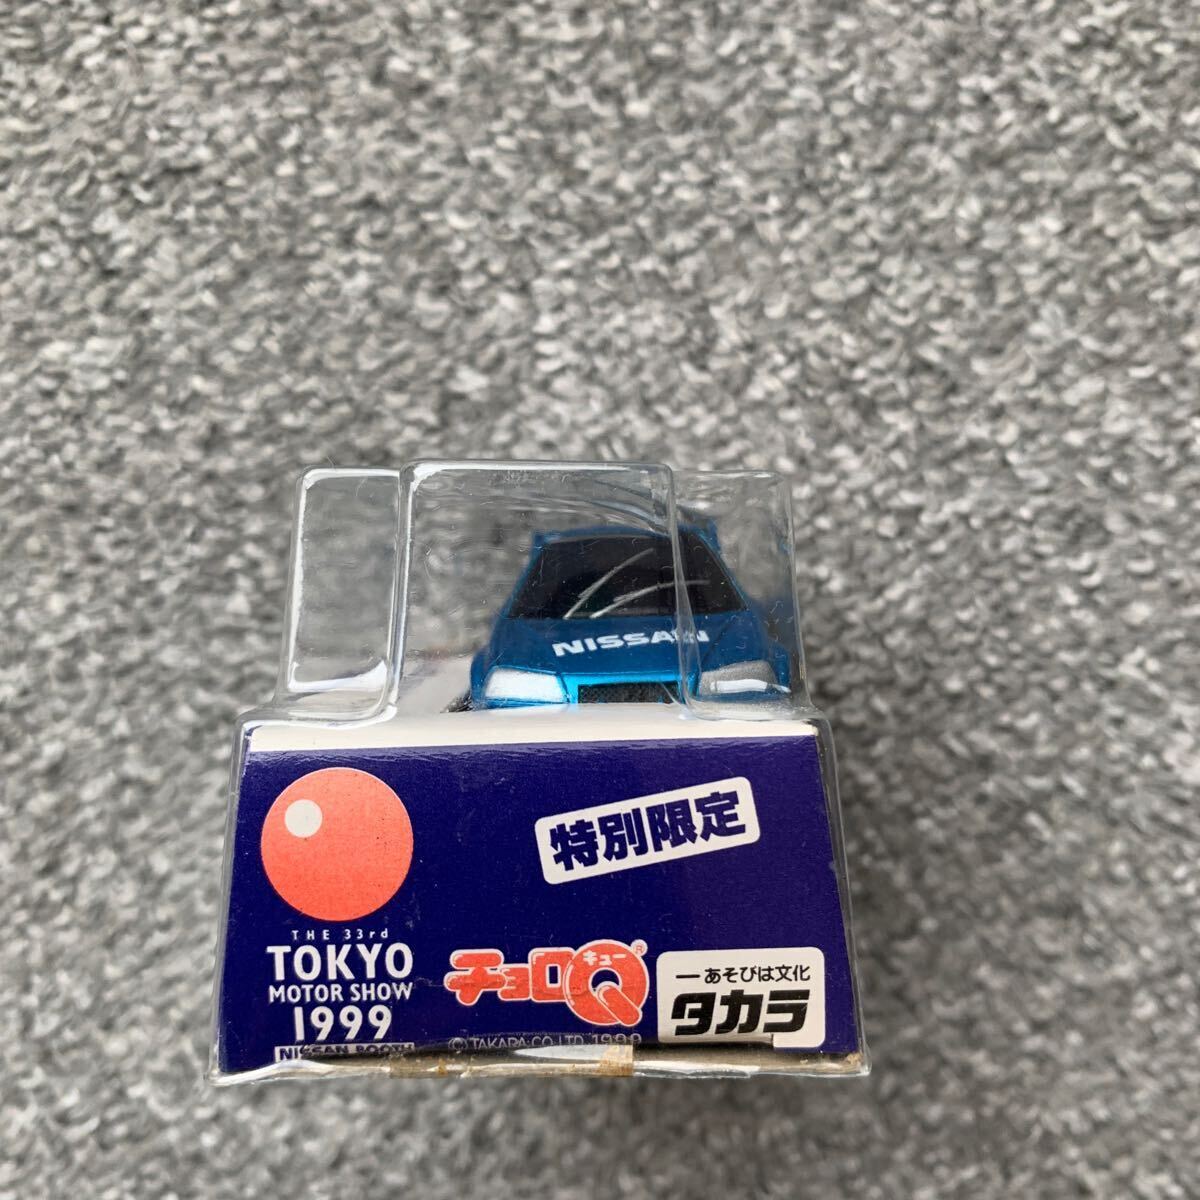 NISSAN
特別限定
THE 33rd
TOKYO
MOTOR SHOW
1999
NISSAN BOOTH
チョロQ®
キュー
—あそびは文化
タカラ
© TAKARA CO.,LTD. 1999